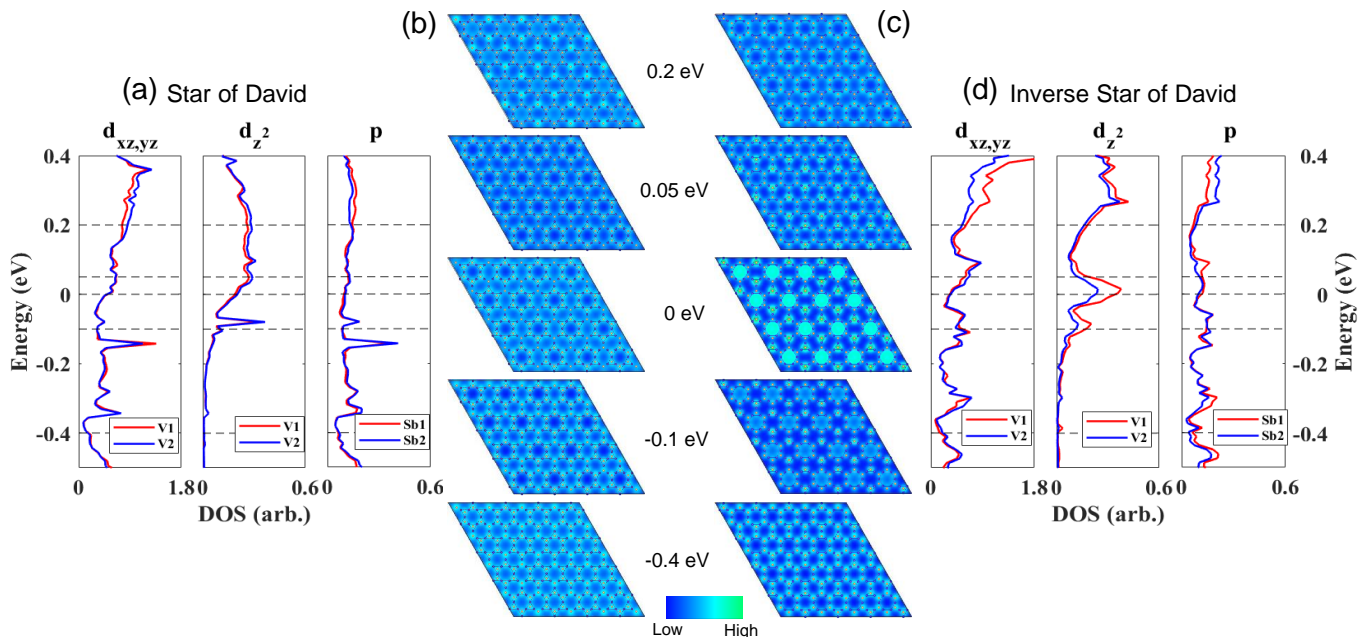 (b)
(c)
0.2 eV
(a) Star of David
(d) Inverse Star of David
d xz,yz
d z 2
p
d xz,yz
d z 2
p
0.4
0.2
0
-0.2
-0.4
Energy (eV)
0.05 eV
0 eV
-0.1 eV
-0.4 eV
0.4
0.2
0
-0.2
-0.4
Energy (eV)
V1
V2
V1
V2
Sb1
Sb2
V1
V2
V1
V2
Sb1
Sb2
0 1.8 0 0.6 0 0.6
DOS (arb.)
0 1.8 0 0.6 0 0.6
DOS (arb.)
Low High